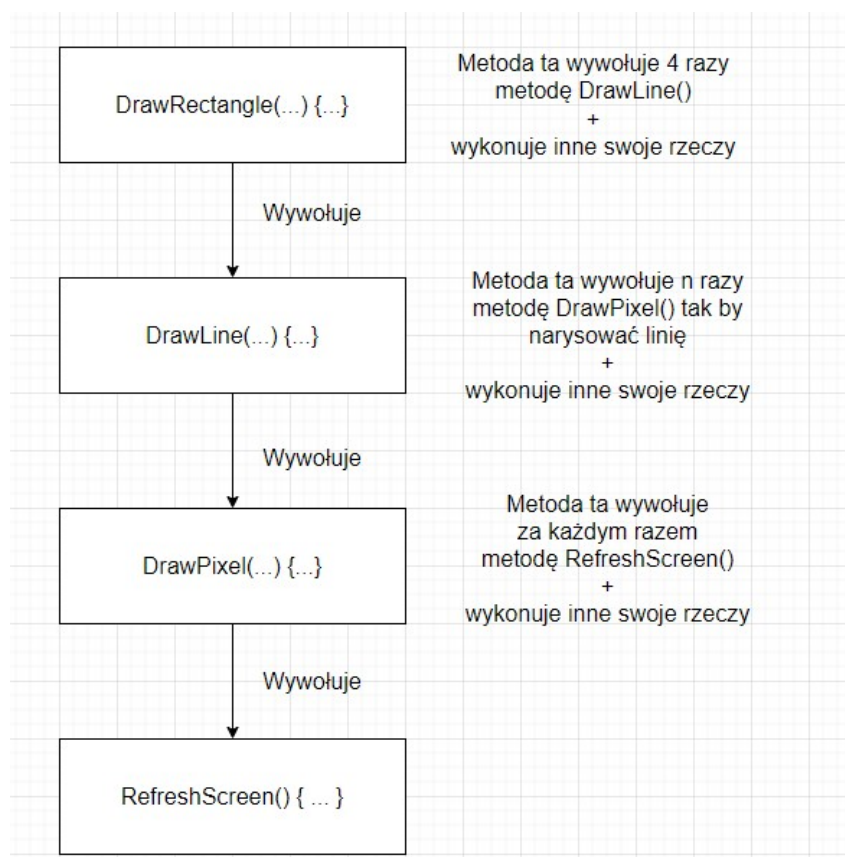 DrawRectangle(...) {...}
Metoda ta wywołuje 4 razy
metodę DrawLine()
+
wykonuje inne swoje rzeczy
Wywołuje
DrawLine(...) {...}
Metoda ta wywołuje n razy
metodę DrawPixel() tak by
narysować linię
+
wykonuje inne swoje rzeczy
Wywołuje
DrawPixel(...) {...}
Metoda ta wywołuje
za każdym razem
metodę RefreshScreen()
+
wykonuje inne swoje rzeczy
Wywołuje
RefreshScreen() { ... }